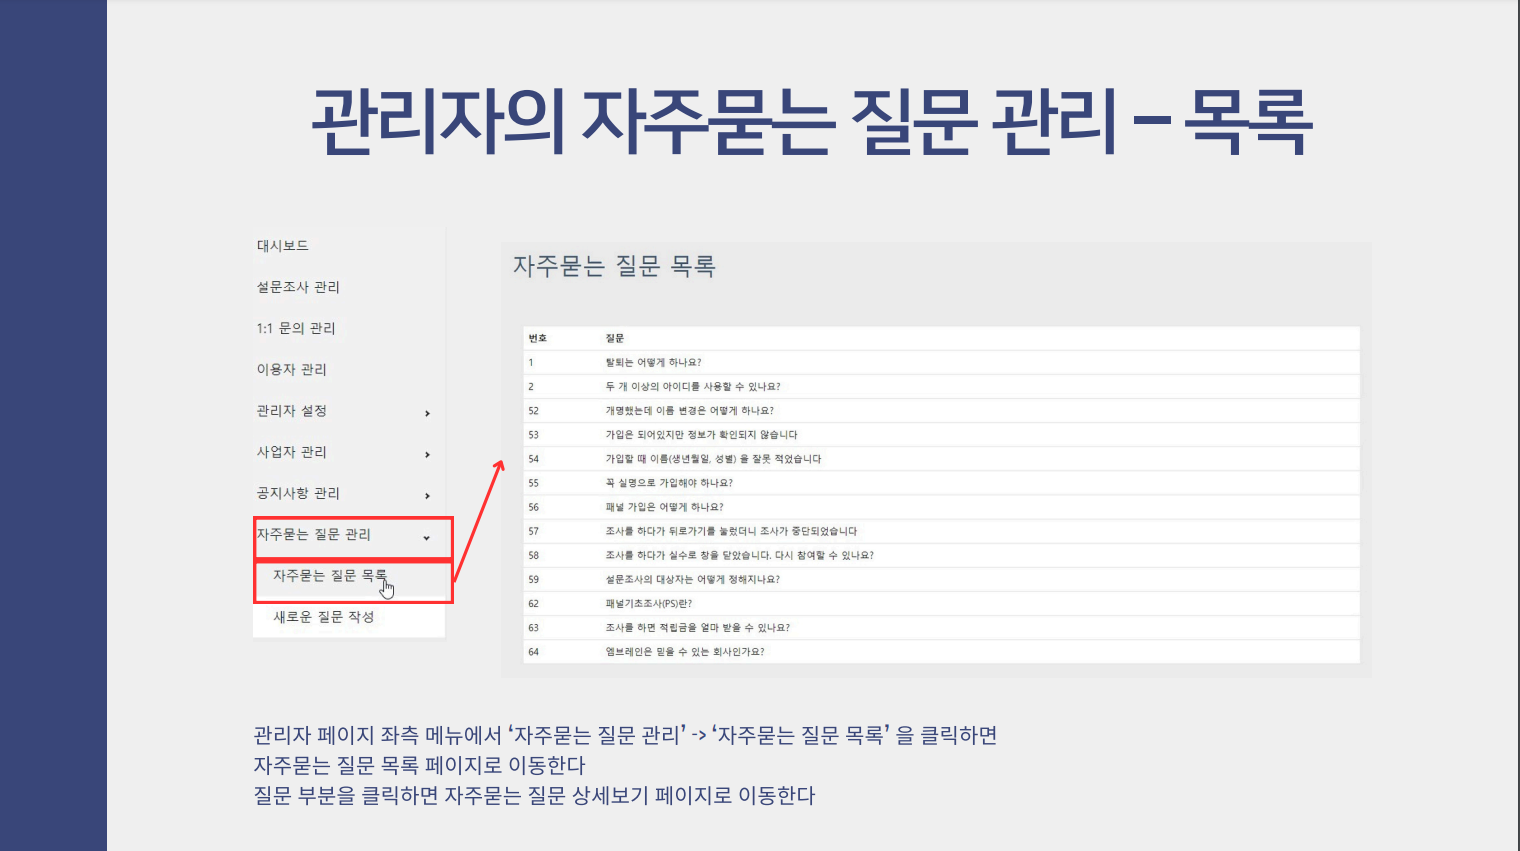 관리자의 자주묻는 질문 관리 – 목록
대시보드
설문조사 관리
1:1 문의 관리
이용자 관리
관리자 설정
사업자 관리
공지사항 관리
자주묻는 질문 관리
자주묻는 질문 목록
새로운 질문 작성
자주묻는 질문 목록
번호 질문
1 탈퇴는 어떻게 하나요?
2 두 개 이상의 아이디를 사용할 수 있나요?
52 개명했는데 이름 변경은 어떻게 하나요?
53 가입은 되어있지만 정보가 확인되지 않습니다
54 가입할 때 이름(생년월일, 성별) 을 잘못 적었습니다
55 꼭 실명으로 가입해야 하나요?
56 패널 가입은 어떻게 하나요?
57 조사를 하다가 뒤로가기를 눌렀더니 조사가 중단되었습니다
58 조사를 하다가 실수로 창을 닫았습니다. 다시 참여할 수 있나요?
59 설문조사의 대상자는 어떻게 정해지나요?
62 패널기초조사(PS)란?
63 조사를 하면 적립금을 얼마 받을 수 있나요?
64 엠브레인은 믿을 수 있는 회사인가요?
관리자 페이지 좌측 메뉴에서 ‘자주묻는 질문 관리’ -> ‘자주묻는 질문 목록’ 을 클릭하면
자주묻는 질문 목록 페이지로 이동한다
질문 부분을 클릭하면 자주묻는 질문 상세보기 페이지로 이동한다